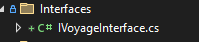 Interfaces
+ C# IVoyageInterface.cs